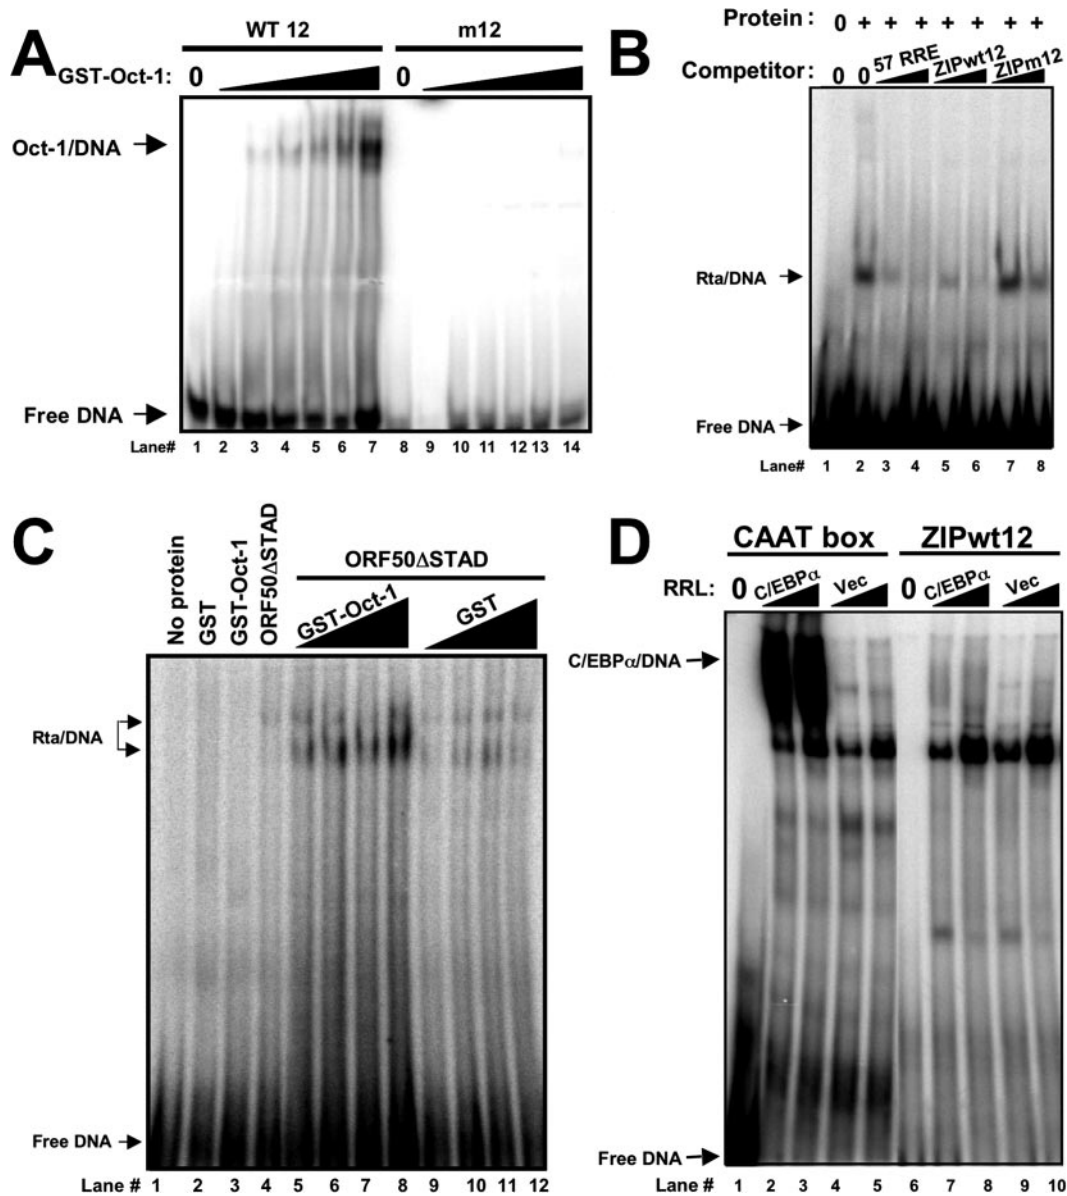 A
WT 12 m12
GST-Oct-1: 0 0
Oct-1/DNA
Free DNA
Lane# 1 2 3 4 5 6 7 8 9 10 11 12 13 14
B
Protein: 0 + + + + + + +
Competitor: 0 0 57 RRE ZIPwt12 ZIPm12
Rta/DNA
Free DNA
Lane# 1 2 3 4 5 6 7 8
C
No protein
GST
GST-Oct-1
ORF50ΔSTAD
ORF50ΔSTAD
GST-Oct-1 GST
Rta/DNA
Free DNA
Lane # 1 2 3 4 5 6 7 8 9 10 11 12
D
CAAT box ZIPwt12
RRL: 0 C/EBPα Vec 0 C/EBPα Vec
C/EBPα/DNA
Free DNA
Lane # 1 2 3 4 5 6 7 8 9 10